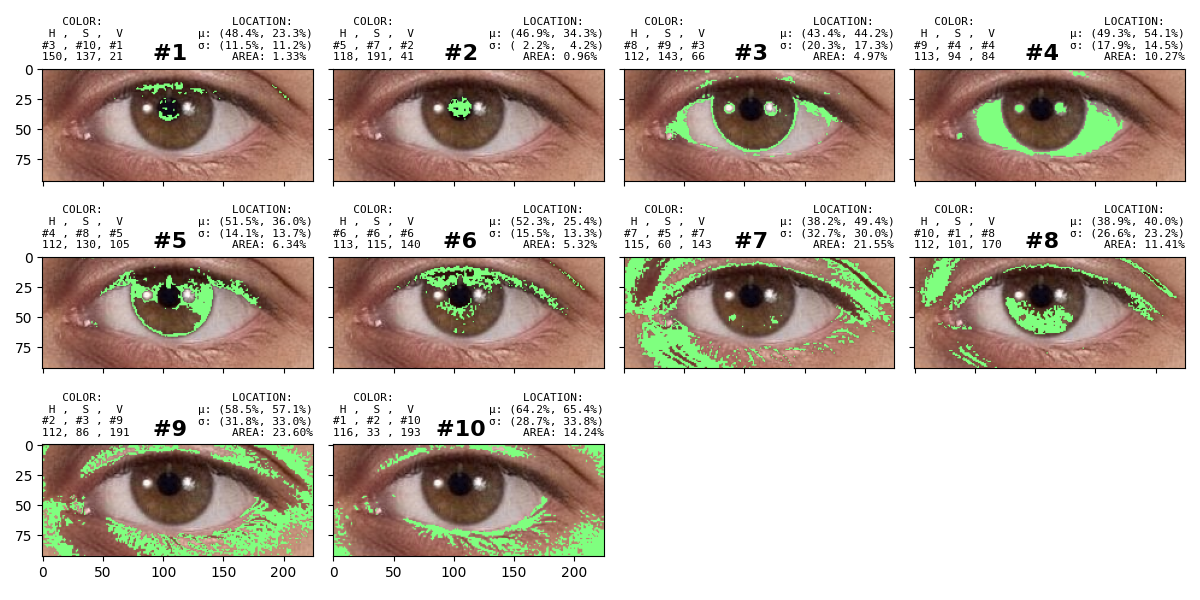 COLOR: LOCATION:
H , S , V μ: (48.4%, 23.3%)
#3 , #10, #1 #1 σ: (11.5%, 11.2%)
150, 137, 21 AREA: 1.33%
COLOR: LOCATION:
H , S , V μ: (46.9%, 34.3%)
#5 , #7 , #2 #2 σ: ( 2.2%, 4.2%)
118, 191, 41 AREA: 0.96%
COLOR: LOCATION:
H , S , V μ: (43.4%, 44.2%)
#8 , #9 , #3 #3 σ: (20.3%, 17.3%)
112, 143, 66 AREA: 4.97%
COLOR: LOCATION:
H , S , V μ: (49.3%, 54.1%)
#9 , #4 , #4 #4 σ: (17.9%, 14.5%)
113, 94 , 84 AREA: 10.27%
0
25
50
75
COLOR: LOCATION:
H , S , V μ: (51.5%, 36.0%)
#4 , #8 , #5 #5 σ: (14.1%, 13.7%)
112, 130, 105 AREA: 6.34%
COLOR: LOCATION:
H , S , V μ: (52.3%, 25.4%)
#6 , #6 , #6 #6 σ: (15.5%, 13.3%)
113, 115, 140 AREA: 5.32%
COLOR: LOCATION:
H , S , V μ: (38.2%, 49.4%)
#7 , #5 , #7 #7 σ: (32.7%, 30.0%)
115, 60 , 143 AREA: 21.55%
COLOR: LOCATION:
H , S , V μ: (38.9%, 40.0%)
#10, #1 , #8 #8 σ: (26.6%, 23.2%)
112, 101, 170 AREA: 11.41%
0
25
50
75
COLOR: LOCATION:
H , S , V μ: (58.5%, 57.1%)
#2 , #3 , #9 #9 σ: (31.8%, 33.0%)
112, 86 , 191 AREA: 23.60%
COLOR: LOCATION:
H , S , V μ: (64.2%, 65.4%)
#1 , #2 , #10 #10 σ: (28.7%, 33.8%)
116, 33 , 193 AREA: 14.24%
0
25
50
75
0 50 100 150 200
0 50 100 150 200